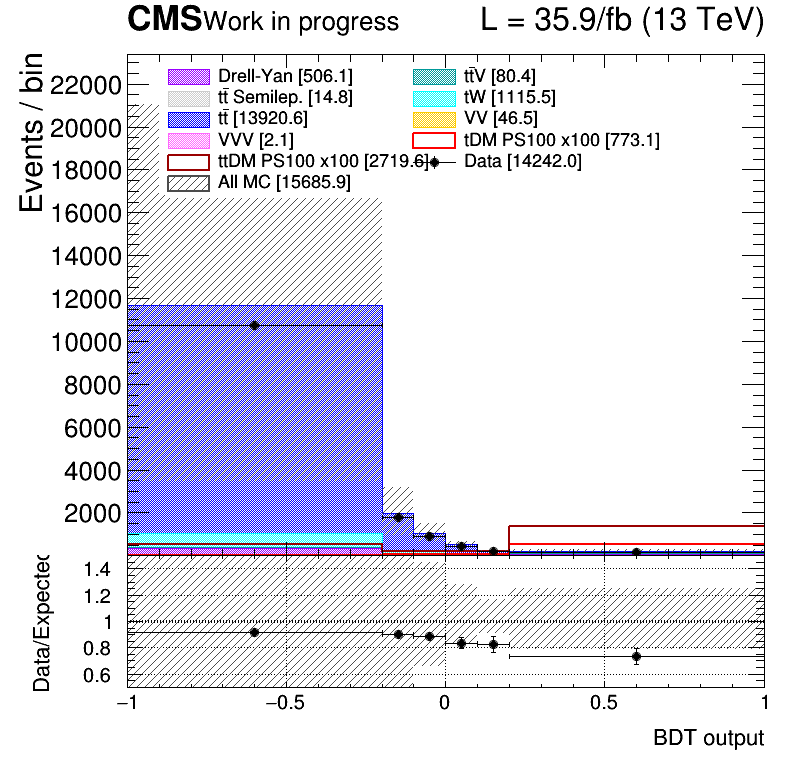 CMS Work in progress L = 35.9/fb (13 TeV)
Events / bin
22000
20000
18000
16000
14000
12000
10000
8000
6000
4000
2000
Drell-Yan [506.1]
tt̄V [80.4]
tt̄ Semilep. [14.8]
tW [1115.5]
tt̄ [13920.6]
VV [46.5]
VVV [2.1]
tDM PS100 x100 [773.1]
ttDM PS100 x100 [2719.6]
Data [14242.0]
All MC [15685.9]
Data/Expected
1.4
1.2
1
0.8
0.6
−1 −0.5 0 0.5 1
BDT output